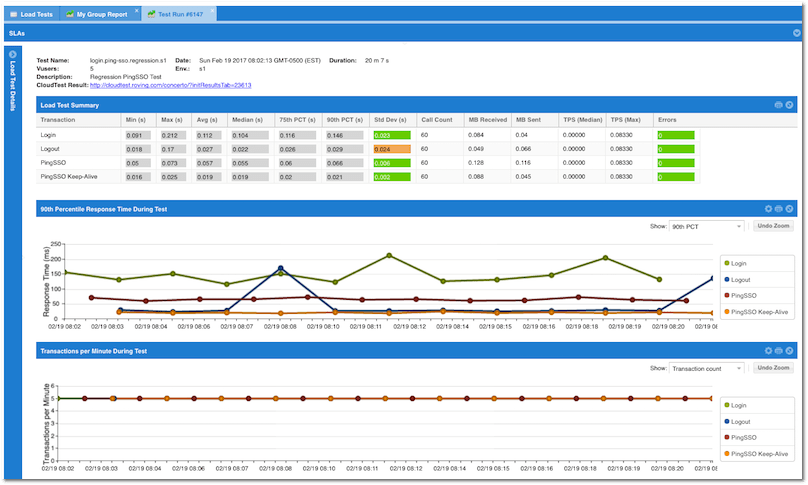 Load Tests
My Group Report
Test Run #6147
SLAs
Load Test Details
Test Name: login.ping-sso.regression.s1 Date: Sun Feb 19 2017 08:02:13 GMT-0500 (EST) Duration: 20 m 7 s
Vusers: 5 Env.: s1
Description: Regression PingSSO Test
CloudTest Result: http://cloudtest.roving.com/concerto/?initResultsTab=23613
Load Test Summary
Transaction Min (s) Max (s) Avg (s) Median (s) 75th PCT (s) 90th PCT (s) Std Dev (s) Call Count MB Received MB Sent TPS (Median) TPS (Max) Errors
Login 0.091 0.212 0.112 0.104 0.116 0.146 0.023 60 0.084 0.04 0.00000 0.08330 0
Logout 0.018 0.17 0.027 0.022 0.026 0.029 0.024 60 0.049 0.066 0.00000 0.08330 0
PingSSO 0.05 0.073 0.057 0.055 0.06 0.066 0.006 60 0.128 0.115 0.00000 0.08330 0
PingSSO Keep-Alive 0.016 0.025 0.019 0.019 0.02 0.021 0.002 60 0.088 0.045 0.00000 0.08330 0
90th Percentile Response Time During Test
Show: 90th PCT Undo Zoom
Response Time (ms)
250
200
150
100
50
0
02/19 08:02 02/19 08:03 02/19 08:04 02/19 08:06 02/19 08:07 02/19 08:08 02/19 08:10 02/19 08:11 02/19 08:12 02/19 08:14 02/19 08:15 02/19 08:16 02/19 08:18 02/19 08:19 02/19 08:20 02/19 08
Login
Logout
PingSSO
PingSSO Keep-Alive
Transactions per Minute During Test
Show: Transaction count Undo Zoom
Transactions per Minute
6
5
4
3
2
1
0
02/19 08:02 02/19 08:03 02/19 08:04 02/19 08:06 02/19 08:07 02/19 08:08 02/19 08:10 02/19 08:11 02/19 08:12 02/19 08:14 02/19 08:15 02/19 08:16 02/19 08:18 02/19 08:19 02/19 08:20 02/19 08
Login
Logout
PingSSO
PingSSO Keep-Alive